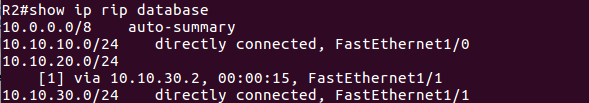 R2#show ip rip database
10.0.0.0/8    auto-summary
10.10.10.0/24    directly connected, FastEthernet1/0
10.10.20.0/24
    [1] via 10.10.30.2, 00:00:15, FastEthernet1/1
10.10.30.0/24    directly connected, FastEthernet1/1